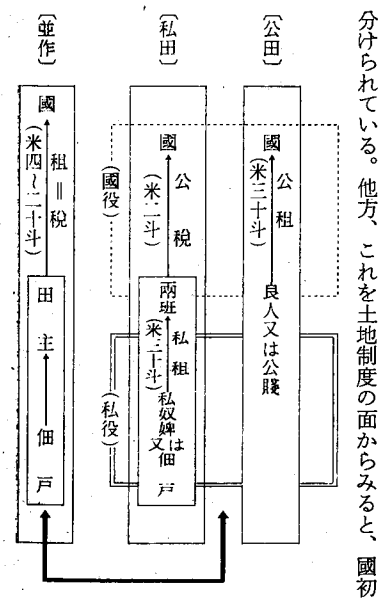 分けられている。他方、これを土地制度の面からみると、國初
〔公田〕
國
公租
(米三十斗)
良人又は公賤
〔私田〕
國
公税
(米二斗)
兩班
私租
(米三十斗)
私奴婢又は佃戸
(國役)
(私役)
〔並作〕
國
租=税
(米四~二十斗)
田主
佃戸